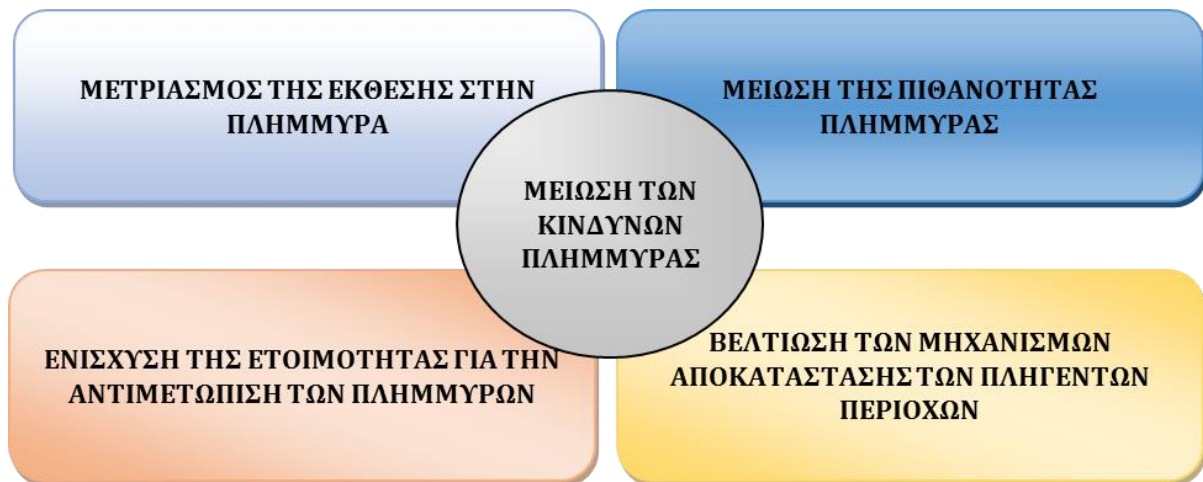 ΜΕΤΡΙΑΣΜΟΣ ΤΗΣ ΕΚΘΕΣΗΣ ΣΤΗΝ
ΠΛΗΜΜΥΡΑ
ΜΕΙΩΣΗ ΤΗΣ ΠΙΘΑΝΟΤΗΤΑΣ
ΠΛΗΜΜΥΡΑΣ
ΜΕΙΩΣΗ ΤΩΝ
ΚΙΝΔΥΝΩΝ
ΠΛΗΜΜΥΡΑΣ
ΕΝΙΣΧΥΣΗ ΤΗΣ ΕΤΟΙΜΟΤΗΤΑΣ ΓΙΑ ΤΗΝ
ΑΝΤΙΜΕΤΩΠΙΣΗ ΤΩΝ ΠΛΗΜΜΥΡΩΝ
ΒΕΛΤΙΩΣΗ ΤΩΝ ΜΗΧΑΝΙΣΜΩΝ
ΑΠΟΚΑΤΑΣΤΑΣΗΣ ΤΩΝ ΠΛΗΓΕΝΤΩΝ
ΠΕΡΙΟΧΩΝ